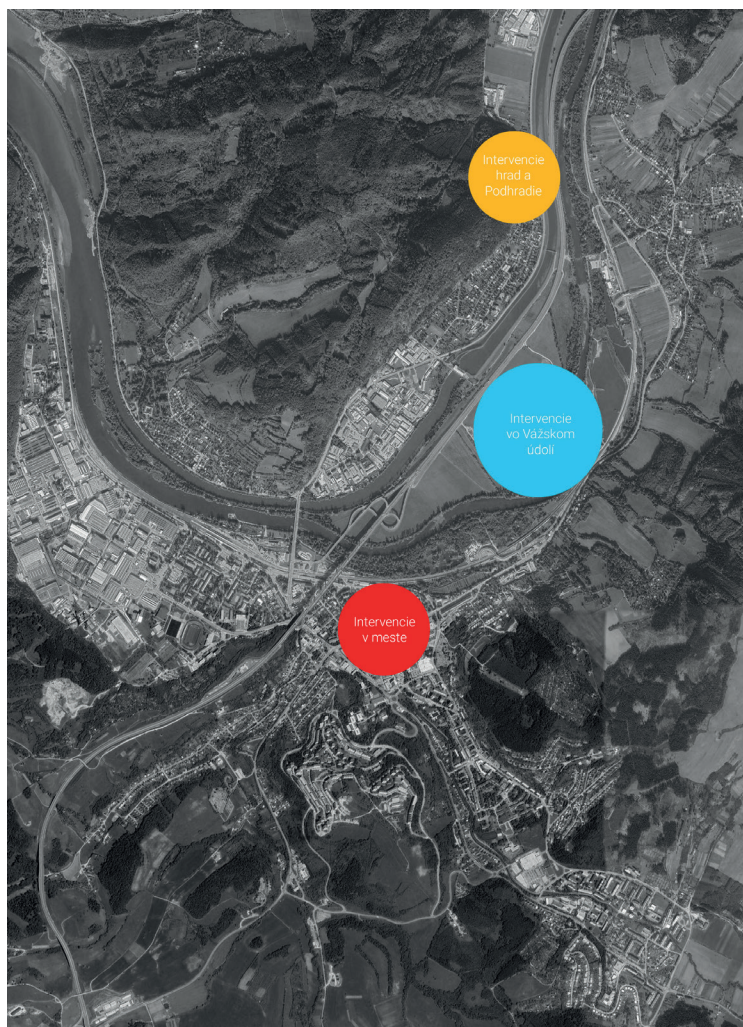 Intervencie
hrad a
Podhradie
Intervencie
vo Vážskom
údolí
Intervencie
v meste